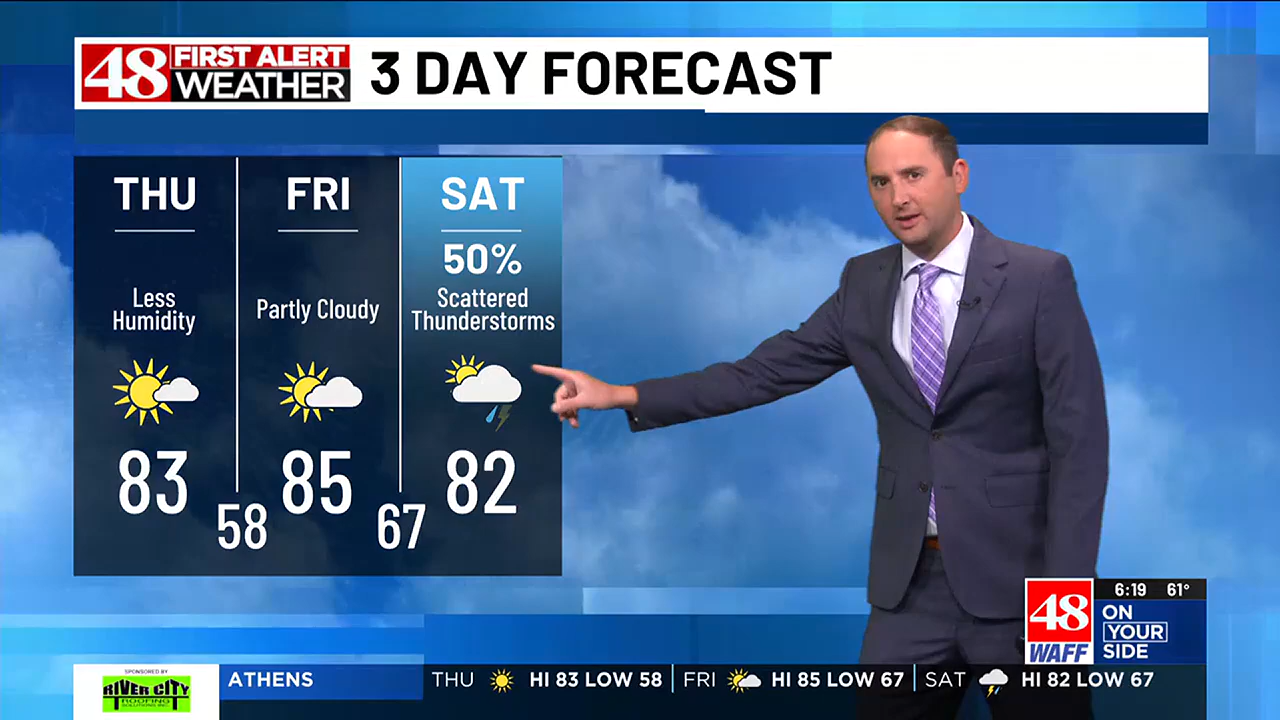 48 FIRST ALERT WEATHER
3 DAY FORECAST
THU
Less
Humidity
83
58
FRI
Partly Cloudy
85
67
SAT
50%
Scattered
Thunderstorms
82
48
WAFF
6:19 61°
ON
YOUR
SIDE
SPONSORED BY
RIVER CITY
ROOFING
SOLUTIONS INC.
ATHENS
THU HI 83 LOW 58 FRI HI 85 LOW 67 SAT HI 82 LOW 67